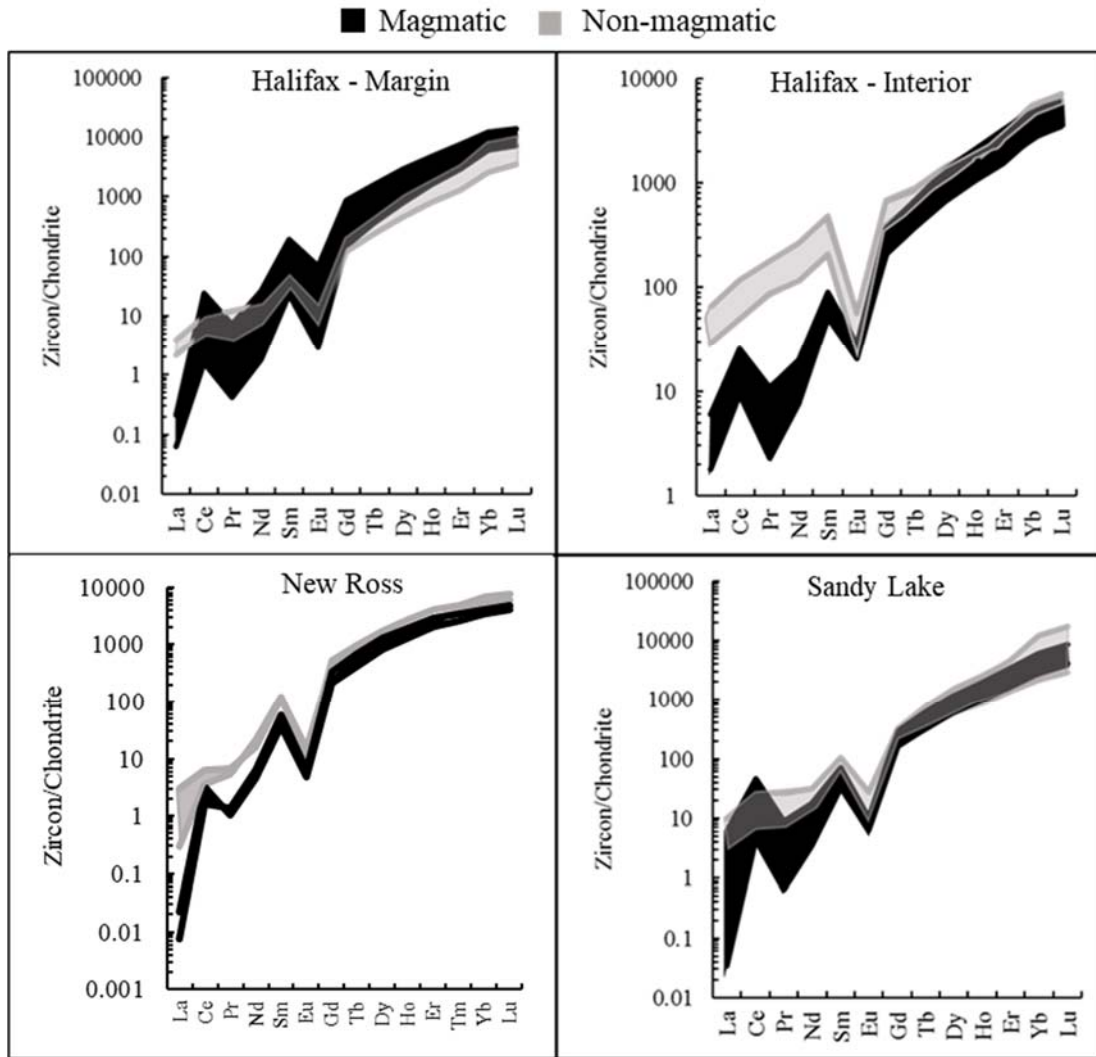 Magmatic Non-magmatic
Halifax - Margin
100000
10000
1000
100
10
1
0.1
0.01
Zircon/Chondrite
La Ce Pr Nd Sm Eu Gd Tb Dy Ho Er Yb Lu
Halifax - Interior
10000
1000
100
10
1
Zircon/Chondrite
La Ce Pr Nd Sm Eu Gd Tb Dy Ho Er Yb Lu
New Ross
10000
1000
100
10
1
0.1
0.01
0.001
Zircon/Chondrite
La Ce Pr Nd Sm Eu Gd Tb Dy Ho Er Tm Yb Lu
Sandy Lake
100000
10000
1000
100
10
1
0.1
0.01
Zircon/Chondrite
La Ce Pr Nd Sm Eu Gd Tb Dy Ho Er Yb Lu